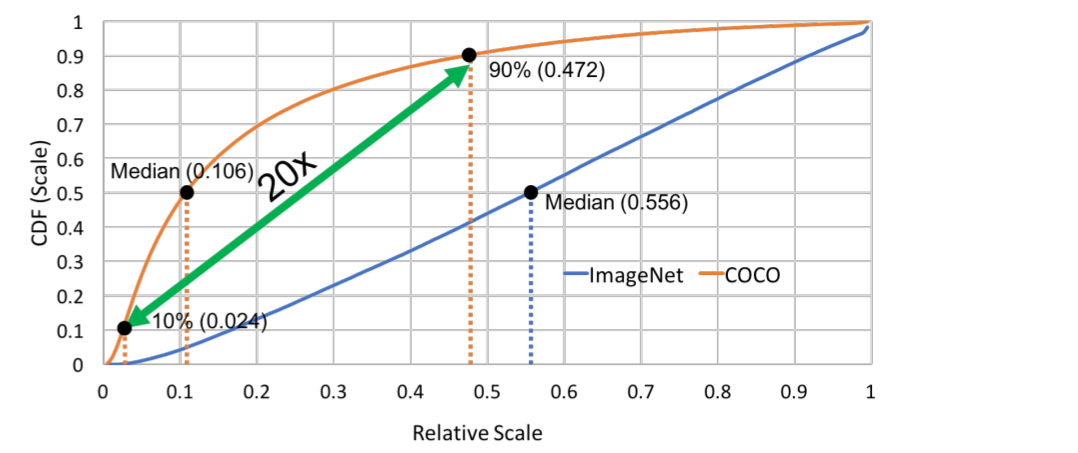 1
0.9
90% (0.472)
0.8
0.7
0.6
Median (0.106)
20x
0.5
Median (0.556)
CDF (Scale)
0.4
0.3
ImageNet COCO
0.2
0.1
10% (0.024)
0
0 0.1 0.2 0.3 0.4 0.5 0.6 0.7 0.8 0.9 1
Relative Scale